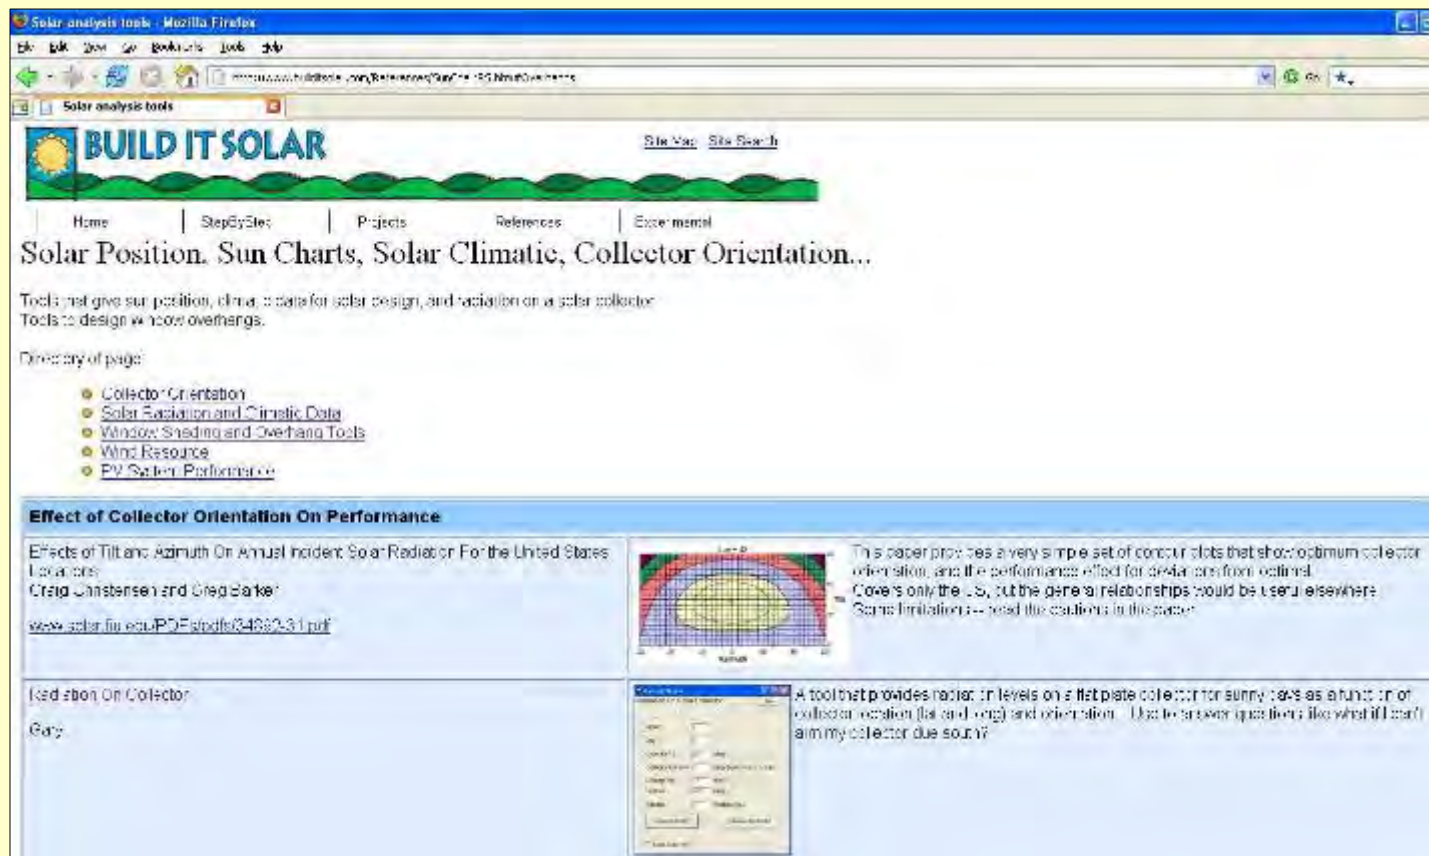 Solar analysis tools - Mozilla Firefox
File Edit View Go Bookmarks Tools Help
Go
Solar analysis tools
BUILD IT SOLAR
Site Map Site Search
Home StepByStep Projects References Experimental
Solar Position, Sun Charts, Solar Climatic, Collector Orientation...
Tools that give sun position, climatic data for solar design, and radiation on a solar collector
Tools to design window overhangs.
Directory of page
Collector Orientation
Solar Radiation and Climatic Data
Window Shading and Overhang Tools
Wind Resource
PV System Performance
Effect of Collector Orientation On Performance
Effects of Tilt and Azimuth On Annual Incident Solar Radiation For the United States
Locations
Craig Christensen and Greg Barker
This paper provides a very simple set of contour plots that show optimum collector
orientation, and the performance effect for deviations from optimal.
Covers only the US, but the general relationships would be useful elsewhere
Some limitations -- read the cautions in the paper
Azimuth
Radiation On Collector
Gary
A tool that provides radiation levels on a flat plate collector for sunny days as a function of
collector location (lat and long) and orientation. Use to answer questions like what if I can't
aim my collector due south?